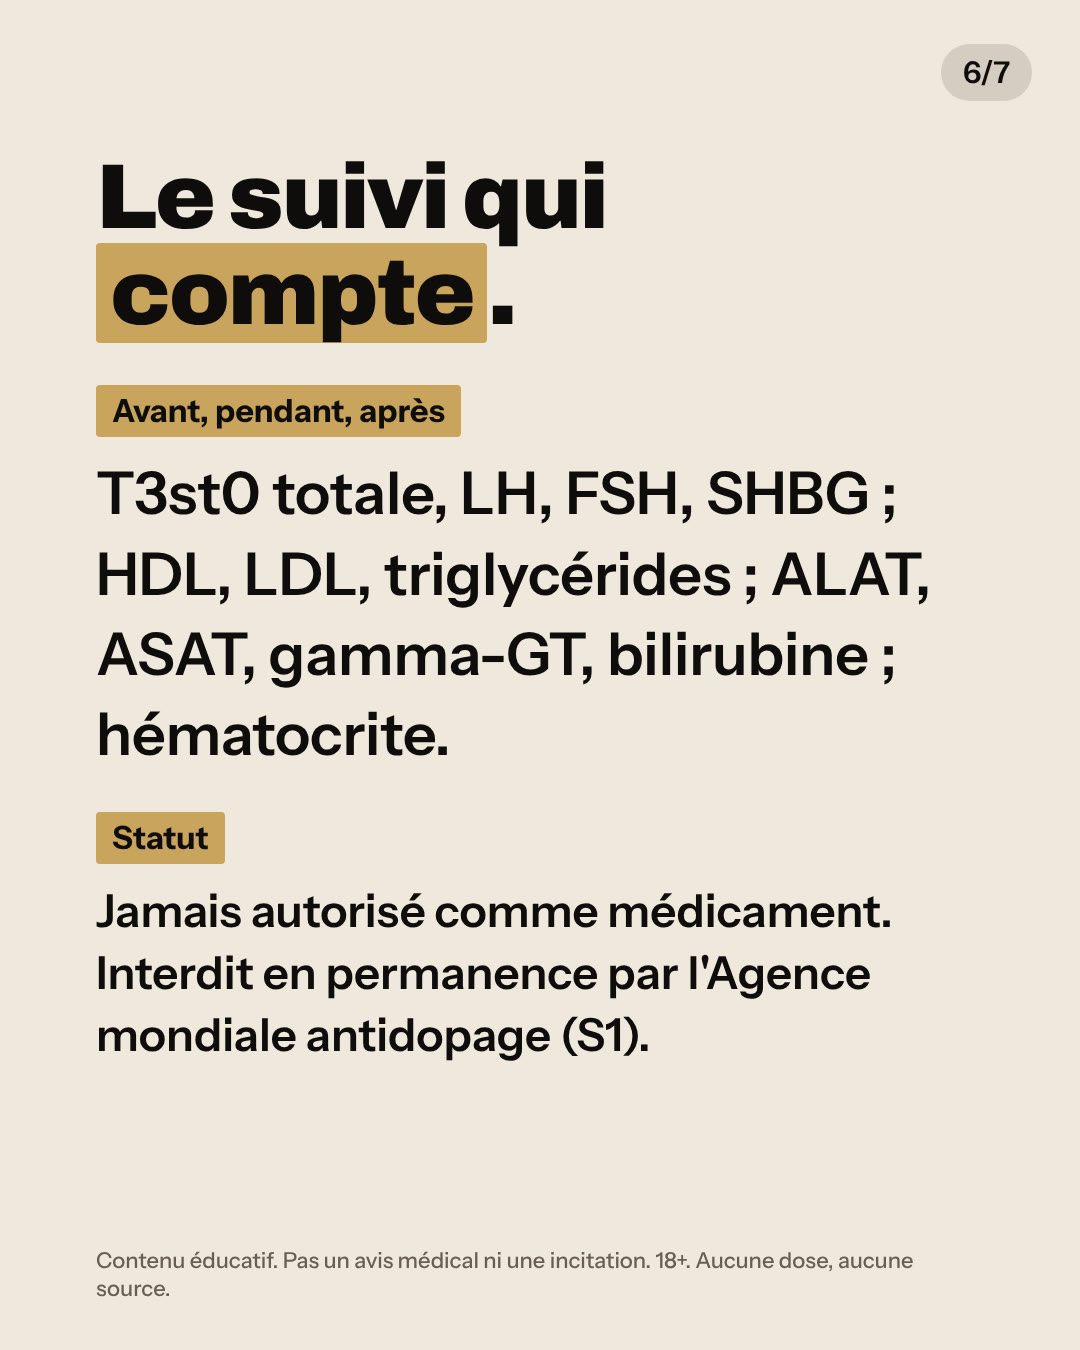 6/7
Le suivi qui
compte.
Avant, pendant, après
T3st0 totale, LH, FSH, SHBG ;
HDL, LDL, triglycérides ; ALAT,
ASAT, gamma-GT, bilirubine ;
hématocrite.
Statut
Jamais autorisé comme médicament.
Interdit en permanence par l'Agence
mondiale antidopage (S1).
Contenu éducatif. Pas un avis médical ni une incitation. 18+. Aucune dose, aucune
source.